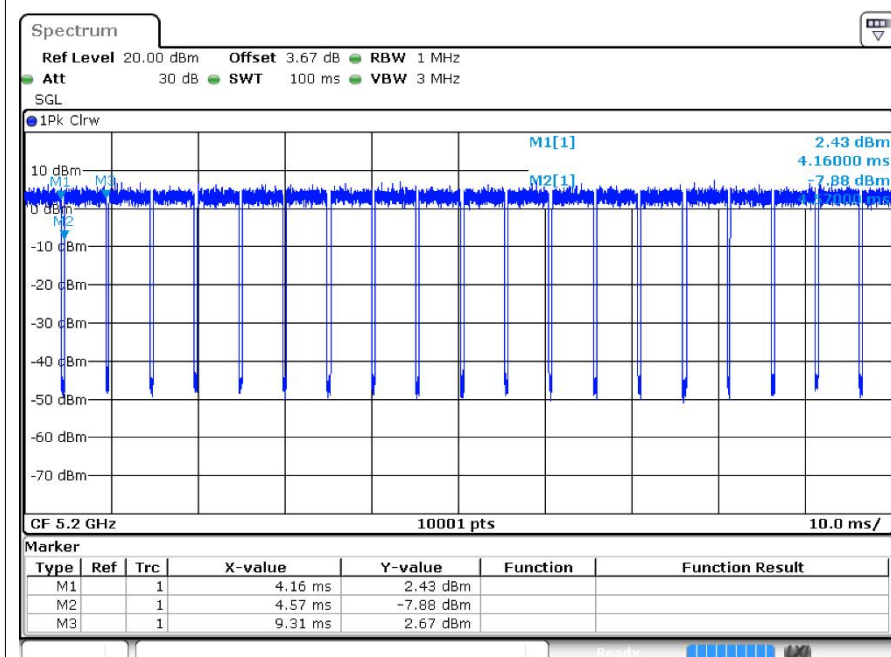 Spectrum
Ref Level 20.00 dBm Offset 3.67 dB RBW 1 MHz
Att 30 dB SWT 100 ms VBW 3 MHz
SGL
1Pk Clrw
M1[1] 2.43 dBm
4.16000 ms
10 dBm
M1 M3 M2[1] -7.88 dBm
0 dBm 4.57000 ms
M2
-10 dBm
-20 dBm
-30 dBm
-40 dBm
-50 dBm
-60 dBm
-70 dBm
CF 5.2 GHz 10001 pts 10.0 ms/
Marker
Type Ref Trc X-value Y-value Function Function Result
M1 1 4.16 ms 2.43 dBm
M2 1 4.57 ms -7.88 dBm
M3 1 9.31 ms 2.67 dBm
Ready